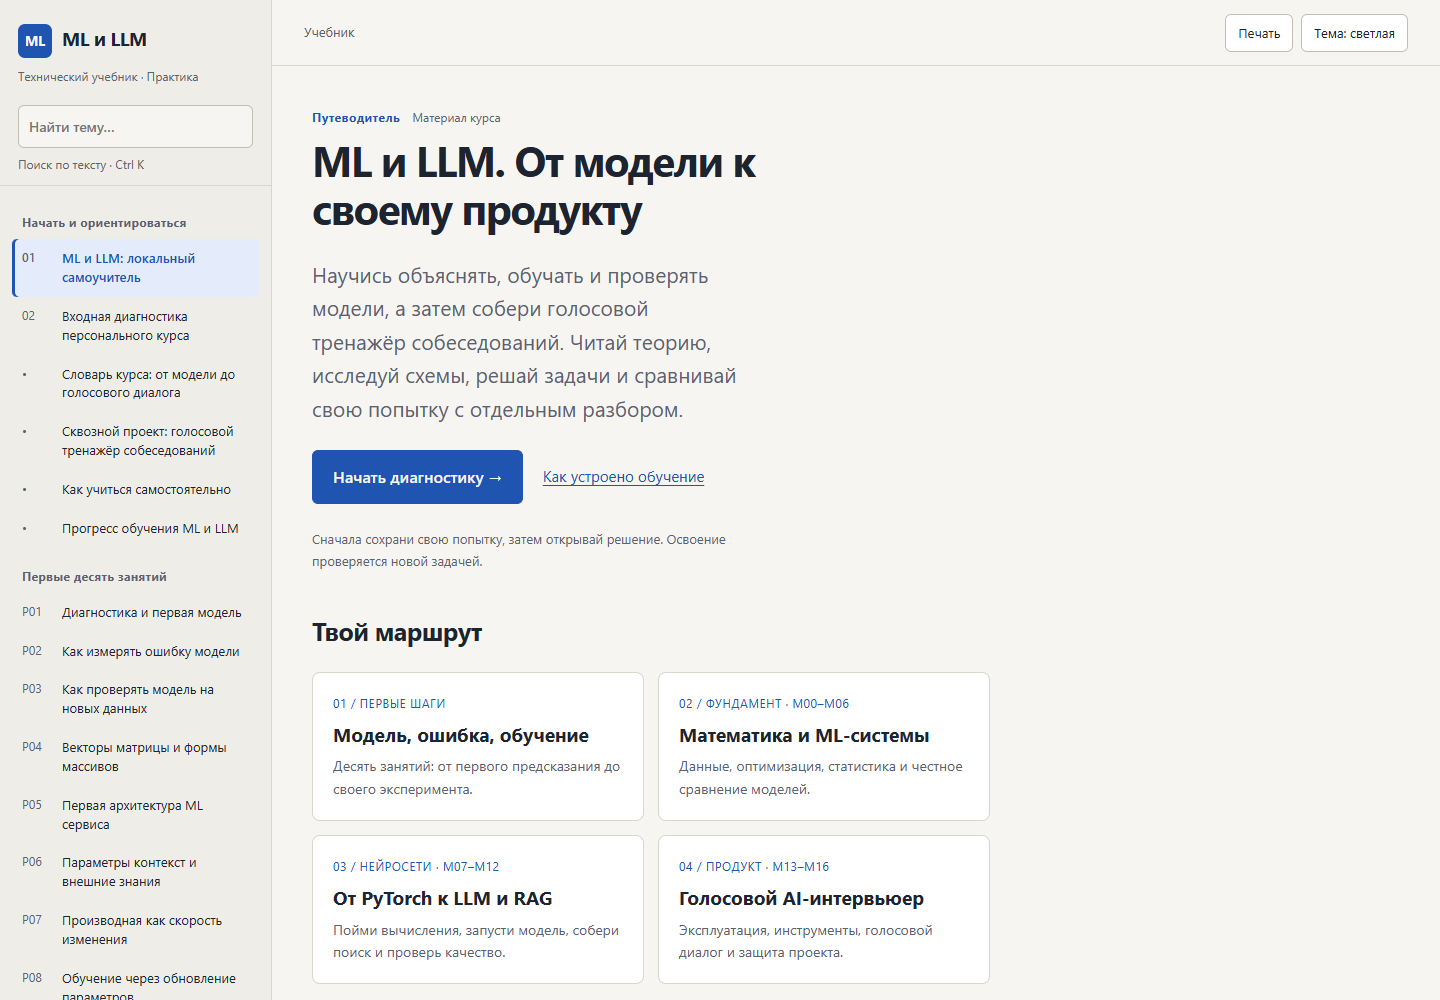 ML
ML и LLM
Технический учебник · Практика
Найти тему...
Поиск по тексту · Ctrl K
Начать и ориентироваться
01 ML и LLM: локальный
самоучитель
02 Входная диагностика
персонального курса
• Словарь курса: от модели до
голосового диалога
• Сквозной проект: голосовой
тренажёр собеседований
• Как учиться самостоятельно
• Прогресс обучения ML и LLM
Первые десять занятий
P01 Диагностика и первая модель
P02 Как измерять ошибку модели
P03 Как проверять модель на
новых данных
P04 Векторы матрицы и формы
массивов
P05 Первая архитектура ML
сервиса
P06 Параметры контекст и
внешние знания
P07 Производная как скорость
изменения
P08 Обучение через обновление
параметров
Учебник
Печать
Тема: светлая
Путеводитель Материал курса
ML и LLM. От модели к
своему продукту
Научись объяснять, обучать и проверять
модели, а затем собери голосовой
тренажёр собеседований. Читай теорию,
исследуй схемы, решай задачи и сравнивай
свою попытку с отдельным разбором.
Начать диагностику →
Как устроено обучение
Сначала сохрани свою попытку, затем открывай решение. Освоение
проверяется новой задачей.
Твой маршрут
01 / ПЕРВЫЕ ШАГИ
Модель, ошибка, обучение
Десять занятий: от первого предсказания до
своего эксперимента.
02 / ФУНДАМЕНТ · M00–M06
Математика и ML-системы
Данные, оптимизация, статистика и честное
сравнение моделей.
03 / НЕЙРОСЕТИ · M07–M12
От PyTorch к LLM и RAG
Пойми вычисления, запусти модель, собери
поиск и проверь качество.
04 / ПРОДУКТ · M13–M16
Голосовой AI-интервьюер
Эксплуатация, инструменты, голосовой
диалог и защита проекта.